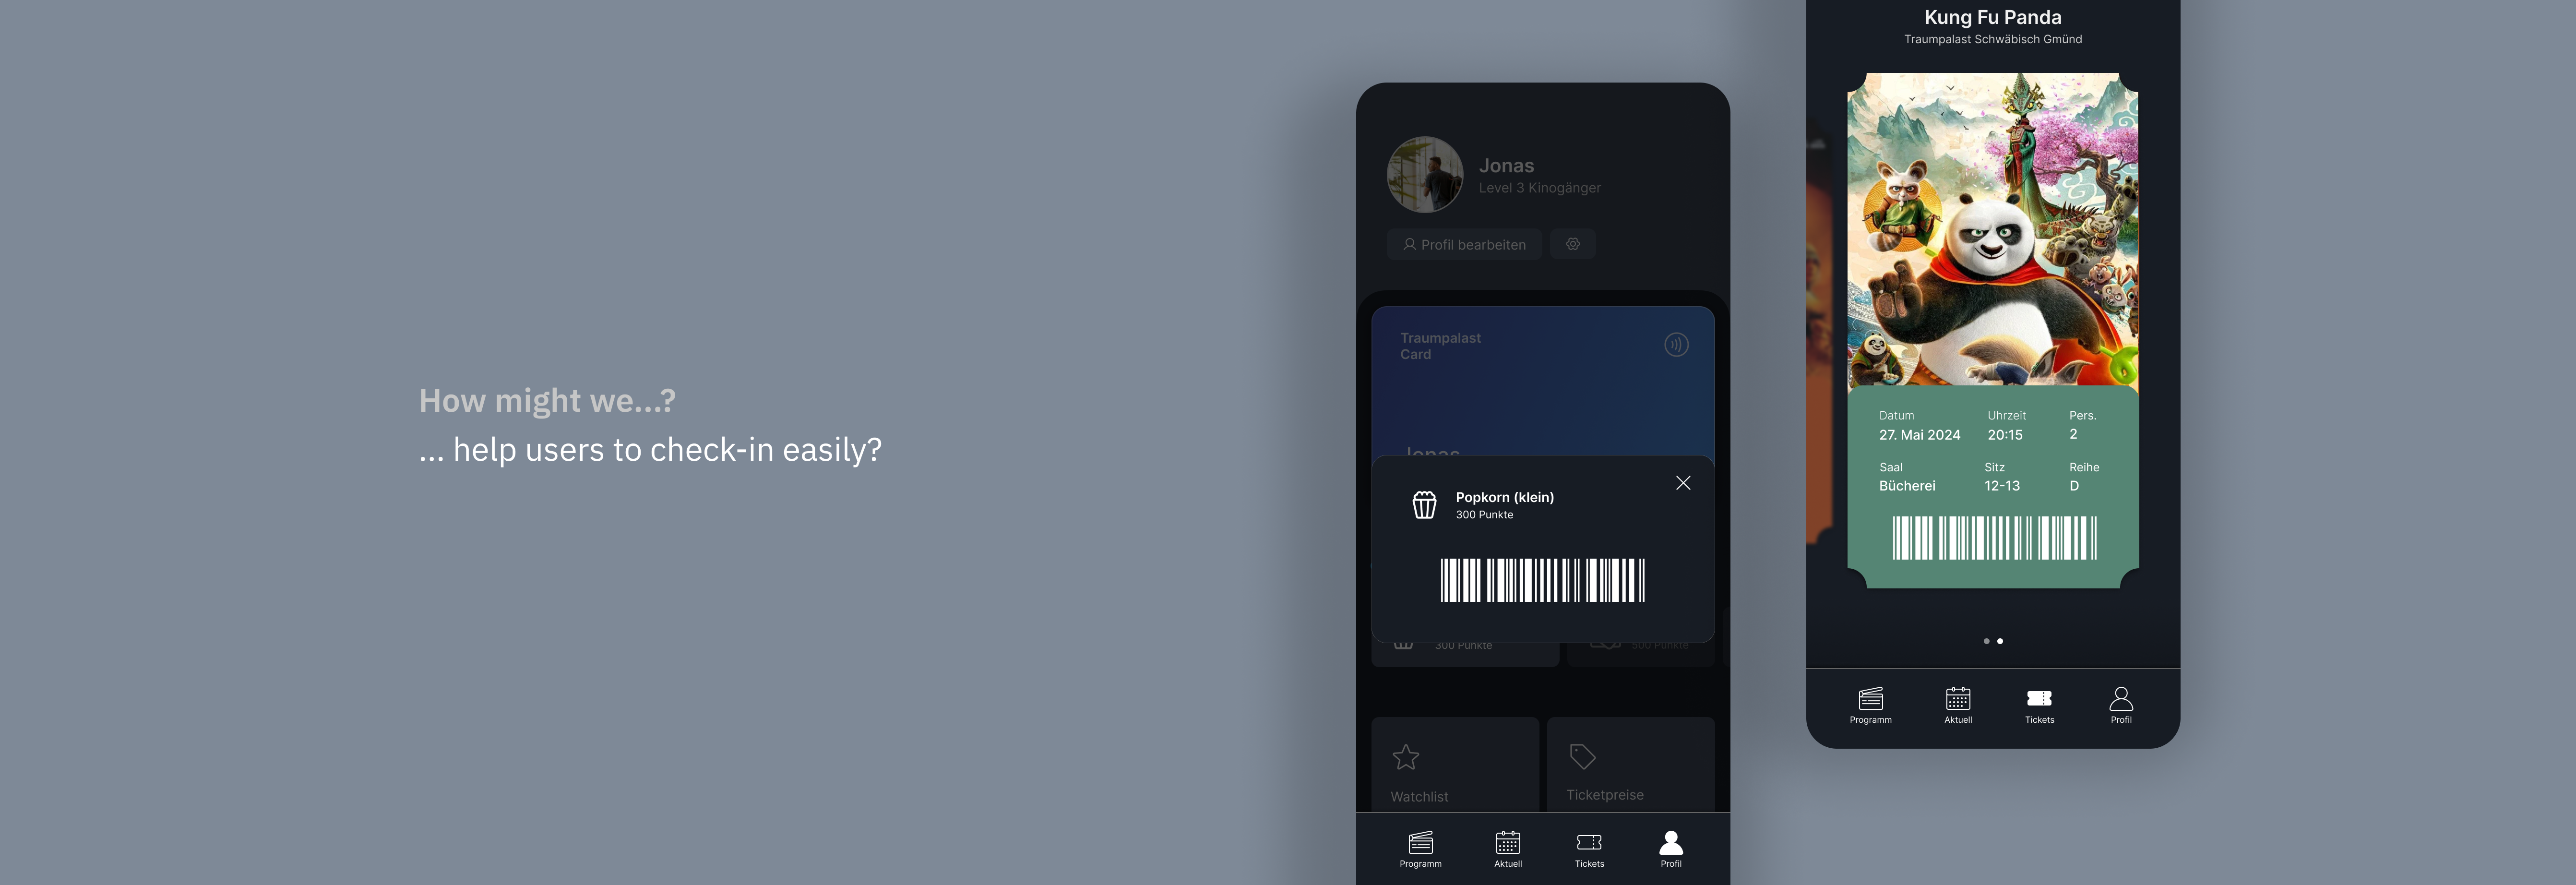 How might we...?
... help users to check-in easily?
Jonas
Level 3 Kinogänger
Profil bearbeiten
Traumpalast
Card
Jonas
Popkorn (klein)
300 Punkte
300 Punkte
500 Punkte
Watchlist
Ticketpreise
Programm
Aktuell
Tickets
Profil
Kung Fu Panda
Traumpalast Schwäbisch Gmünd
Datum
Uhrzeit
Pers.
27. Mai 2024
20:15
2
Saal
Sitz
Reihe
Bücherei
12-13
D
Programm
Aktuell
Tickets
Profil